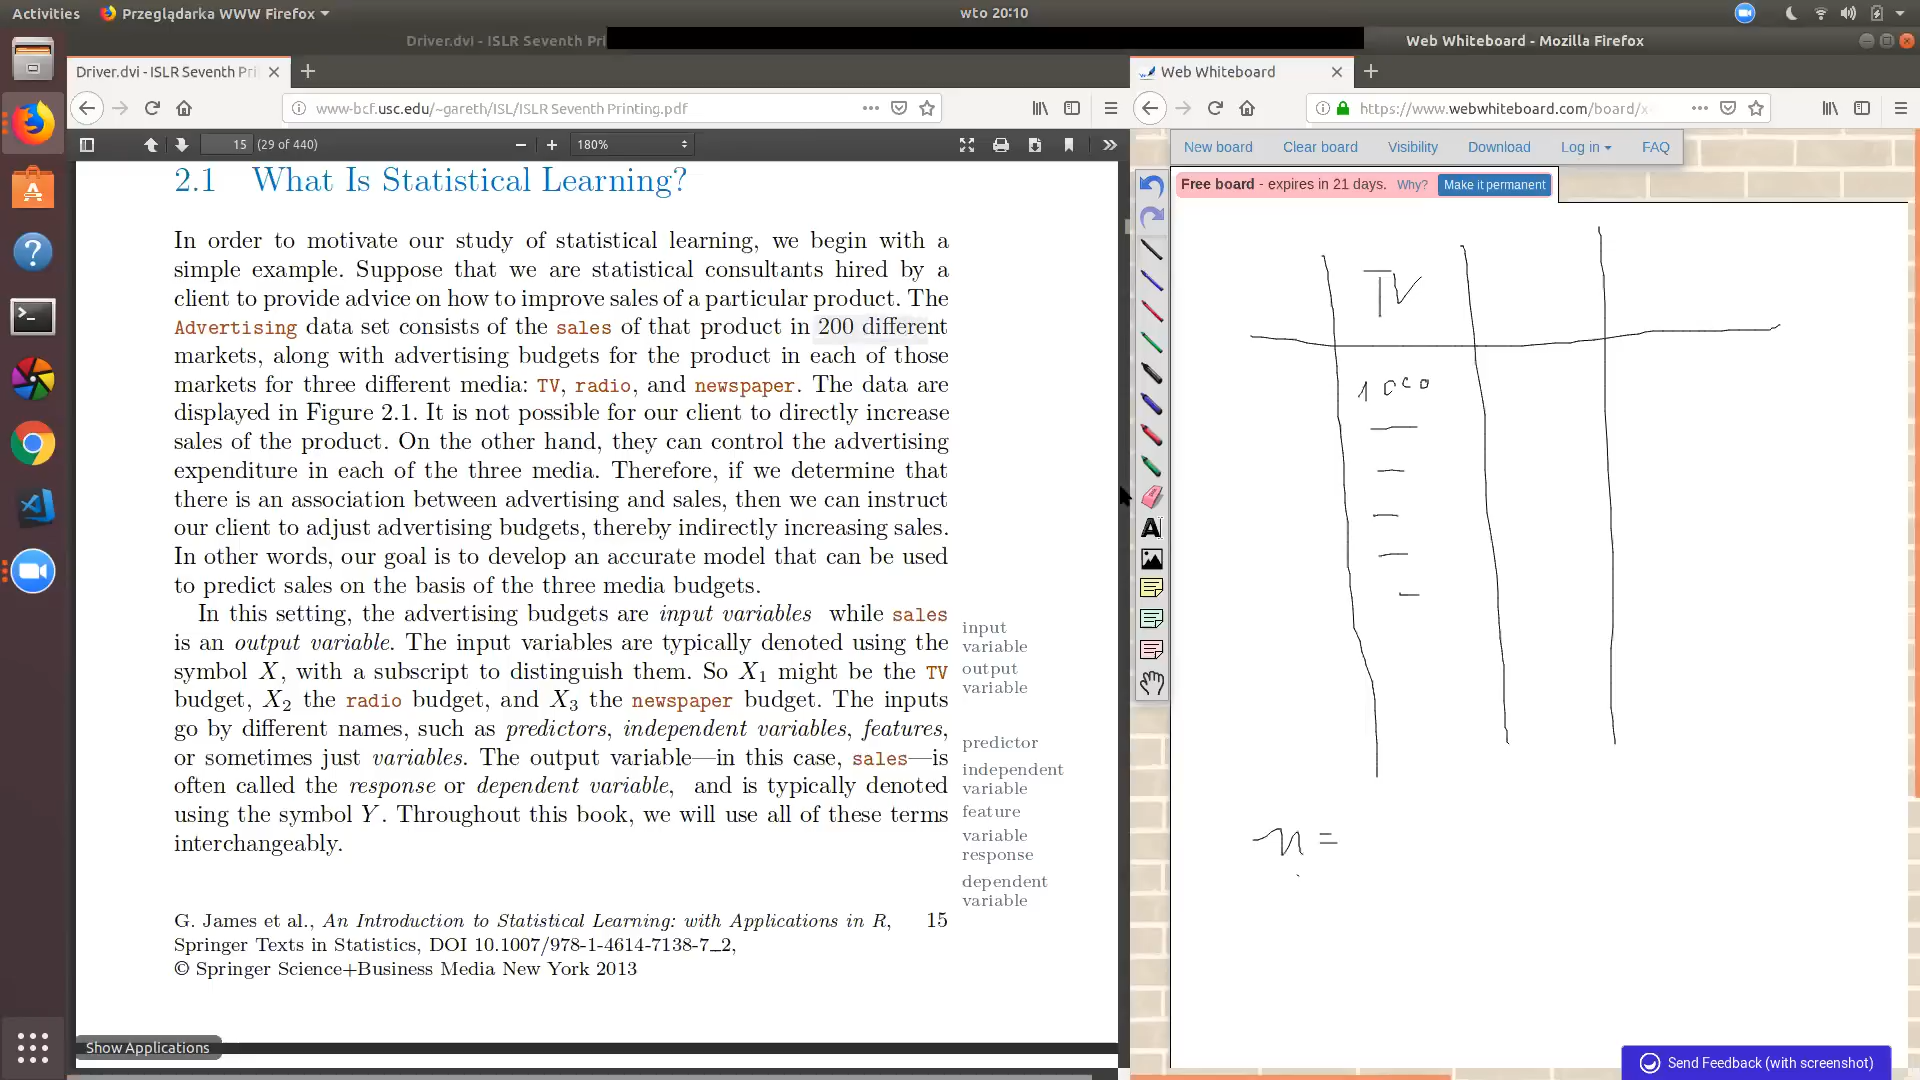 Activities
Przeglądarka WWW Firefox
wto 20:10
Driver.dvi - ISLR Seventh Pri
Web Whiteboard - Mozilla Firefox
Driver.dvi - ISLR Seventh Pri
Web Whiteboard
www-bcf.usc.edu/~gareth/ISL/ISLR Seventh Printing.pdf
https://www.webwhiteboard.com/board/x
15 (29 of 440)
180%
New board Clear board Visibility Download Log in FAQ
Free board - expires in 21 days. Why? Make it permanent
2.1 What Is Statistical Learning?
In order to motivate our study of statistical learning, we begin with a
simple example. Suppose that we are statistical consultants hired by a
client to provide advice on how to improve sales of a particular product. The
Advertising data set consists of the sales of that product in 200 different
markets, along with advertising budgets for the product in each of those
markets for three different media: TV, radio, and newspaper. The data are
displayed in Figure 2.1. It is not possible for our client to directly increase
sales of the product. On the other hand, they can control the advertising
expenditure in each of the three media. Therefore, if we determine that
there is an association between advertising and sales, then we can instruct
our client to adjust advertising budgets, thereby indirectly increasing sales.
In other words, our goal is to develop an accurate model that can be used
to predict sales on the basis of the three media budgets.
In this setting, the advertising budgets are input variables while sales
is an output variable. The input variables are typically denoted using the
symbol X, with a subscript to distinguish them. So X1 might be the TV
budget, X2 the radio budget, and X3 the newspaper budget. The inputs
go by different names, such as predictors, independent variables, features,
or sometimes just variables. The output variable—in this case, sales—is
often called the response or dependent variable, and is typically denoted
using the symbol Y. Throughout this book, we will use all of these terms
interchangeably.
input
variable
output
variable
predictor
independent
variable
feature
variable
response
dependent
variable
G. James et al., An Introduction to Statistical Learning: with Applications in R, 15
Springer Texts in Statistics, DOI 10.1007/978-1-4614-7138-7_2,
© Springer Science+Business Media New York 2013
Show Applications
TV
1000
n =
Send Feedback (with screenshot)